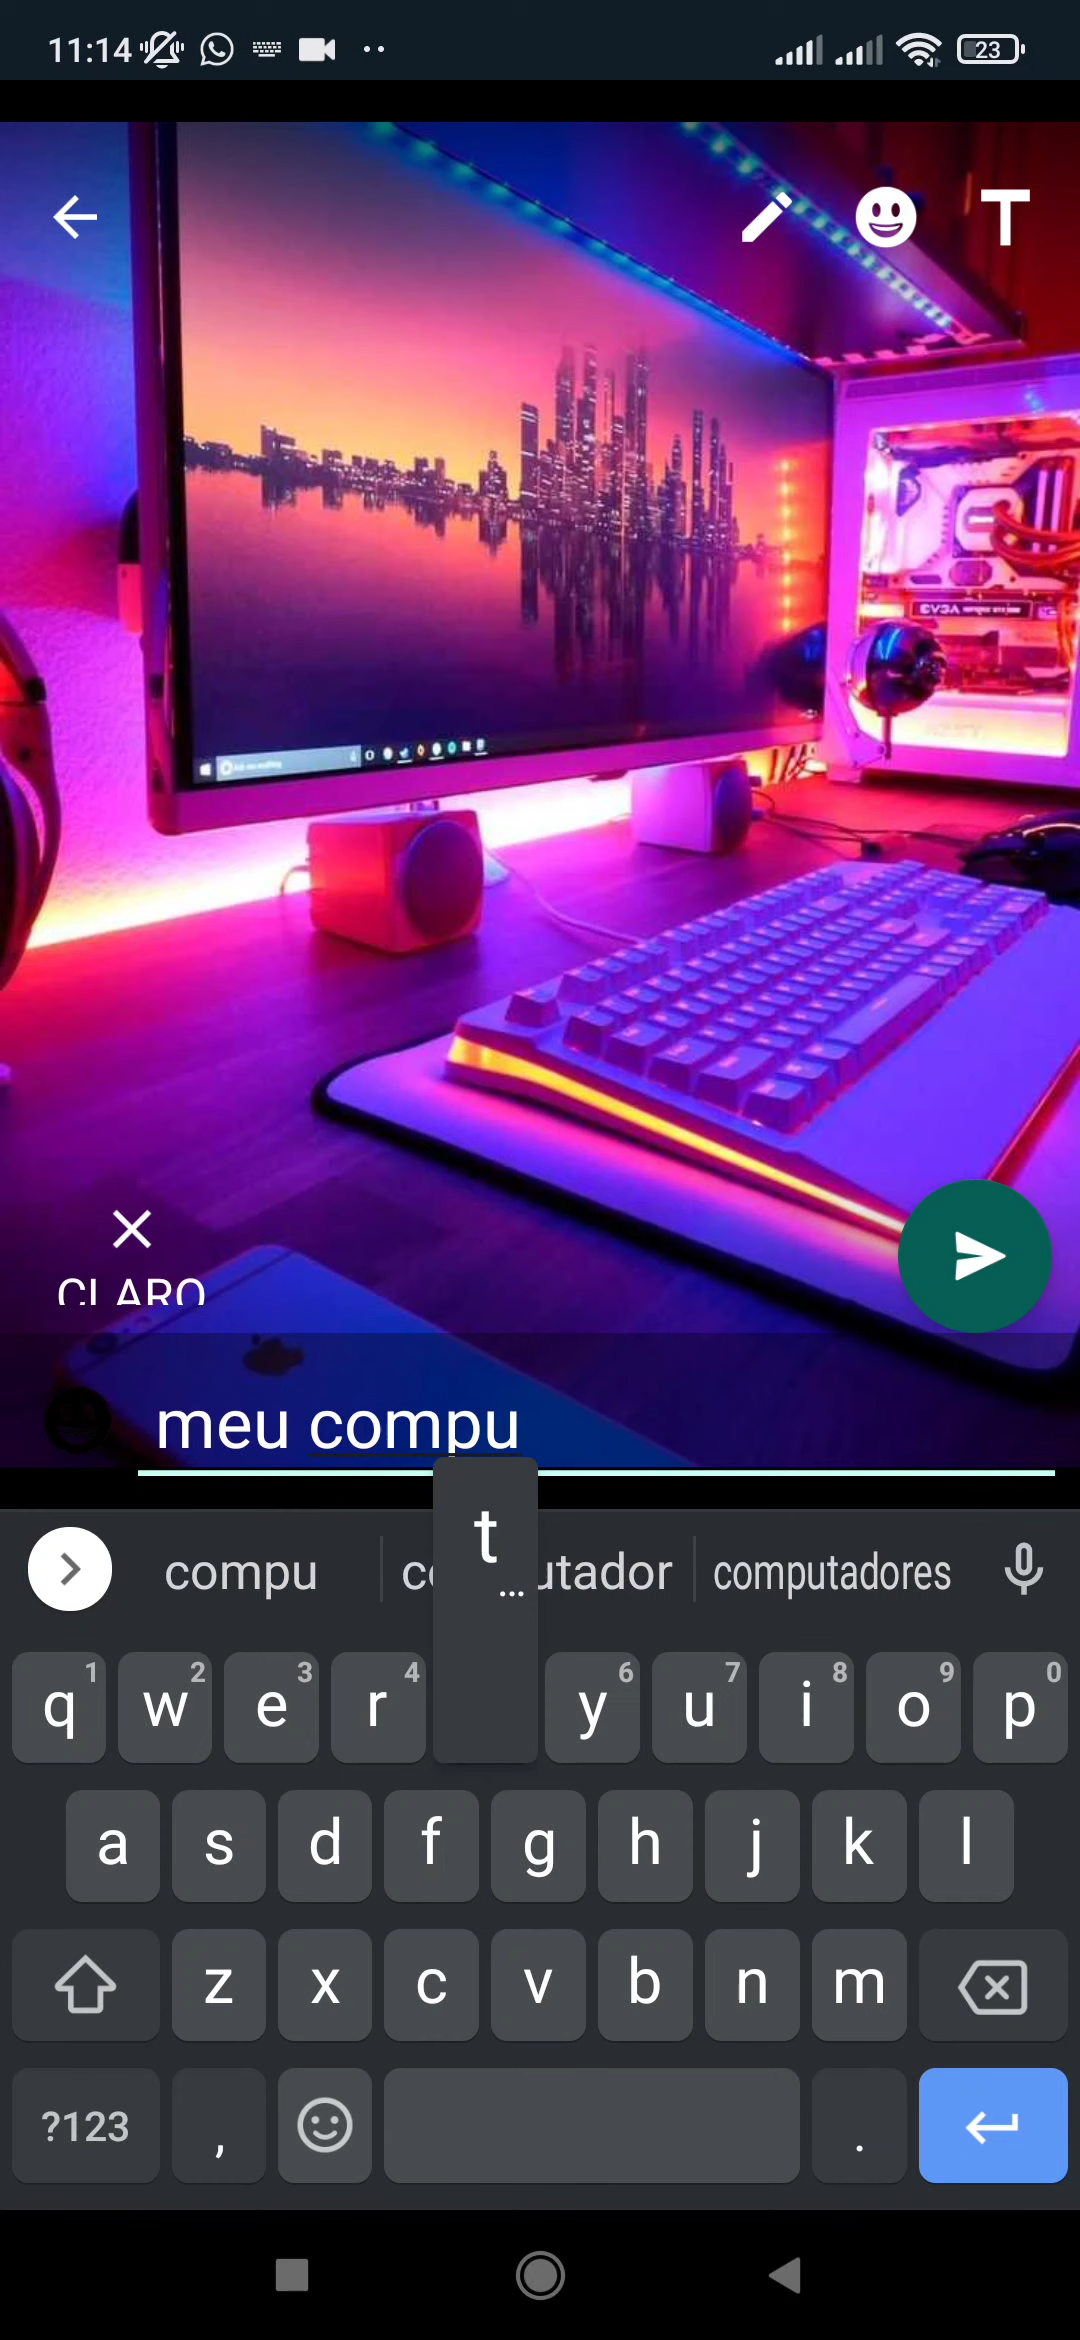 11:14
23
T
EVGA
CLARO
meu compu
t
...
compu
utador
computadores
1 2 3 4 6 7 8 9 0
q w e r y u i o p
a s d f g h j k l
z x c v b n m
?123 , .